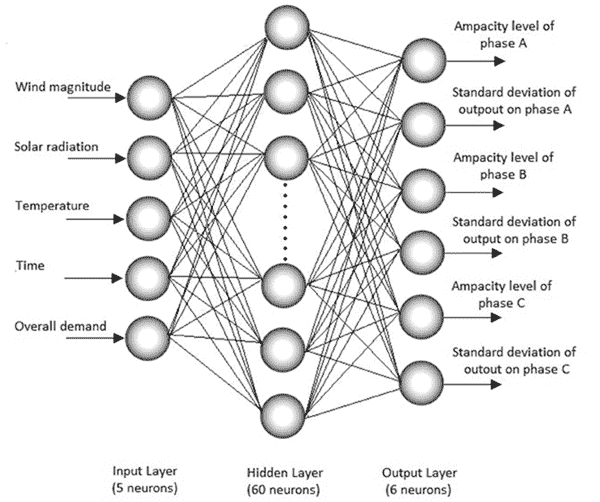 Wind magnitude
Solar radiation
Temperature
Time
Overall demand
Ampacity level of
phase A
Standard deviation of
outpout on phase A
Ampacity level of
phase B
Standard deviation of
output on phase B
Ampacity level of
phase C
Standard deviation of
outout on phase C
Input Layer
(5 neurons)
Hidden Layer
(60 neurons)
Output Layer
(6 neurons)